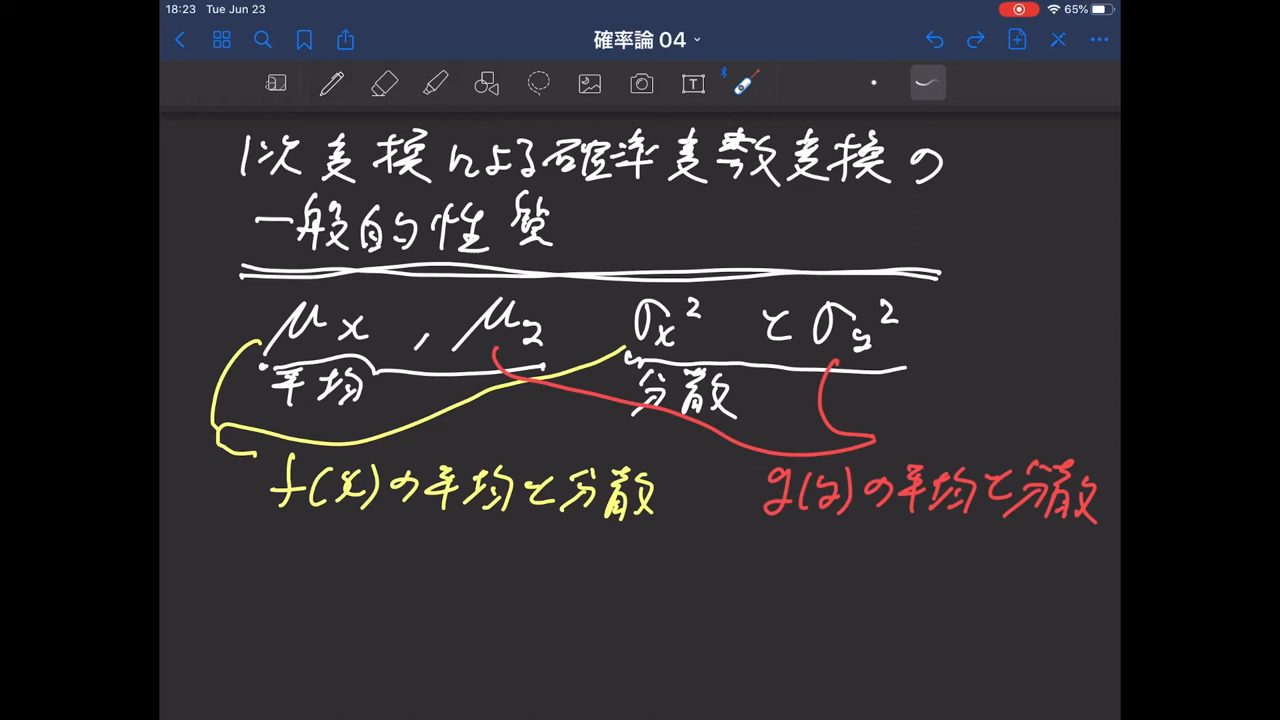 18:23 Tue Jun 23
65%
確率論 04
T
1次変換による確率変数変換の
一般的性質
μx , μy σx² と σy²
平均 分散
f(x)の平均と分散 g(y)の平均と分散